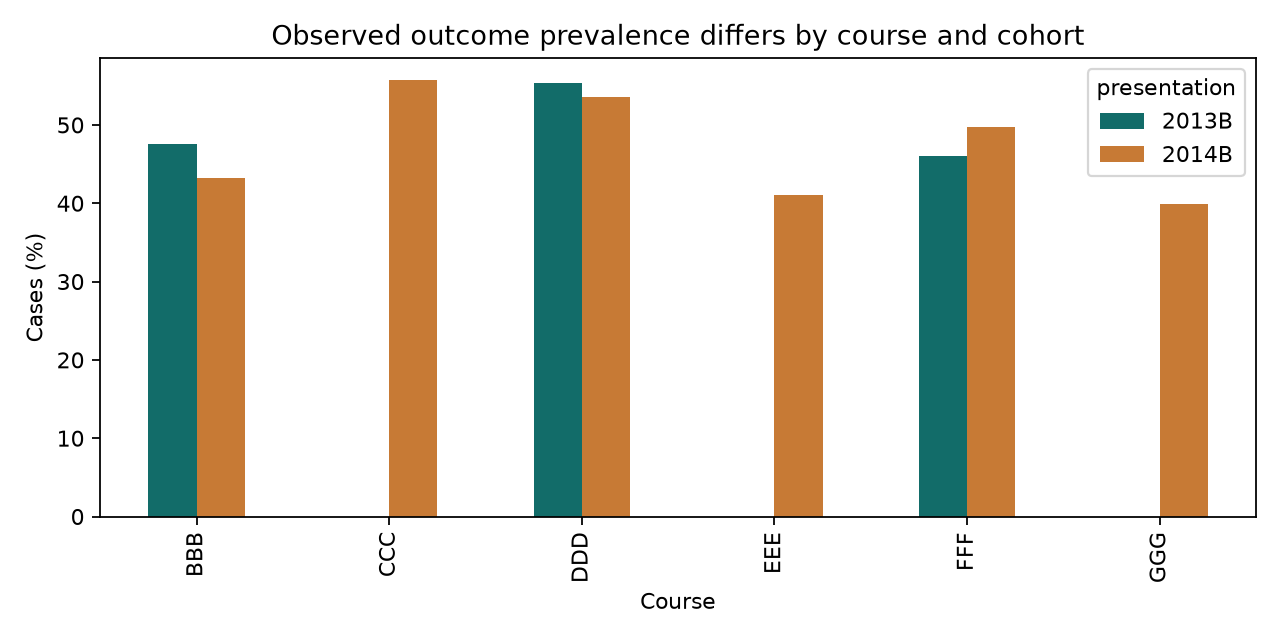 Observed outcome prevalence differs by course and cohort
presentation
2013B
2014B
Cases (%)
50
40
30
20
10
0
BBB
CCC
DDD
EEE
FFF
GGG
Course